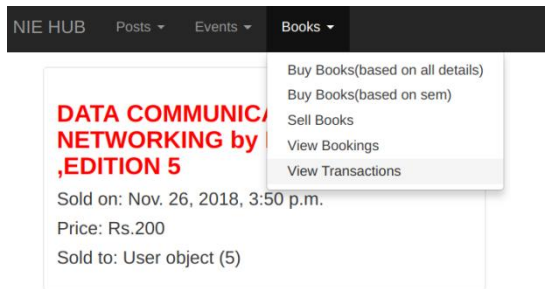 NIE HUB Posts Events Books
Buy Books(based on all details)
Buy Books(based on sem)
Sell Books
View Bookings
View Transactions
DATA COMMUNICA
NETWORKING by
,EDITION 5
Sold on: Nov. 26, 2018, 3:50 p.m.
Price: Rs.200
Sold to: User object (5)